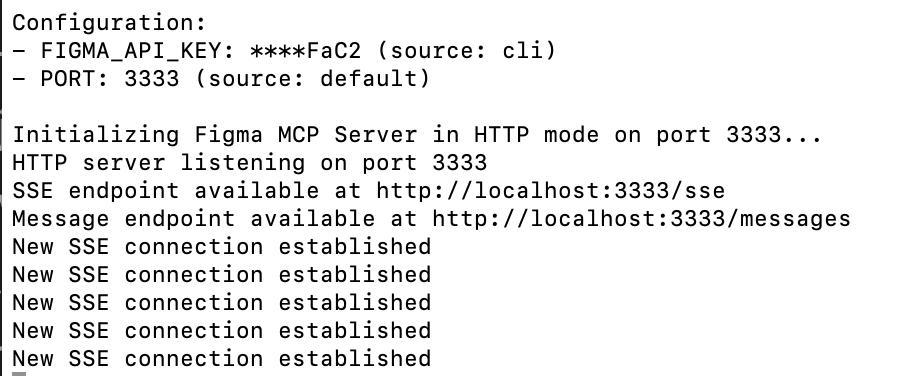 Configuration:
- FIGMA_API_KEY: ****FaC2 (source: cli)
- PORT: 3333 (source: default)
Initializing Figma MCP Server in HTTP mode on port 3333...
HTTP server listening on port 3333
SSE endpoint available at http://localhost:3333/sse
Message endpoint available at http://localhost:3333/messages
New SSE connection established
New SSE connection established
New SSE connection established
New SSE connection established
New SSE connection established